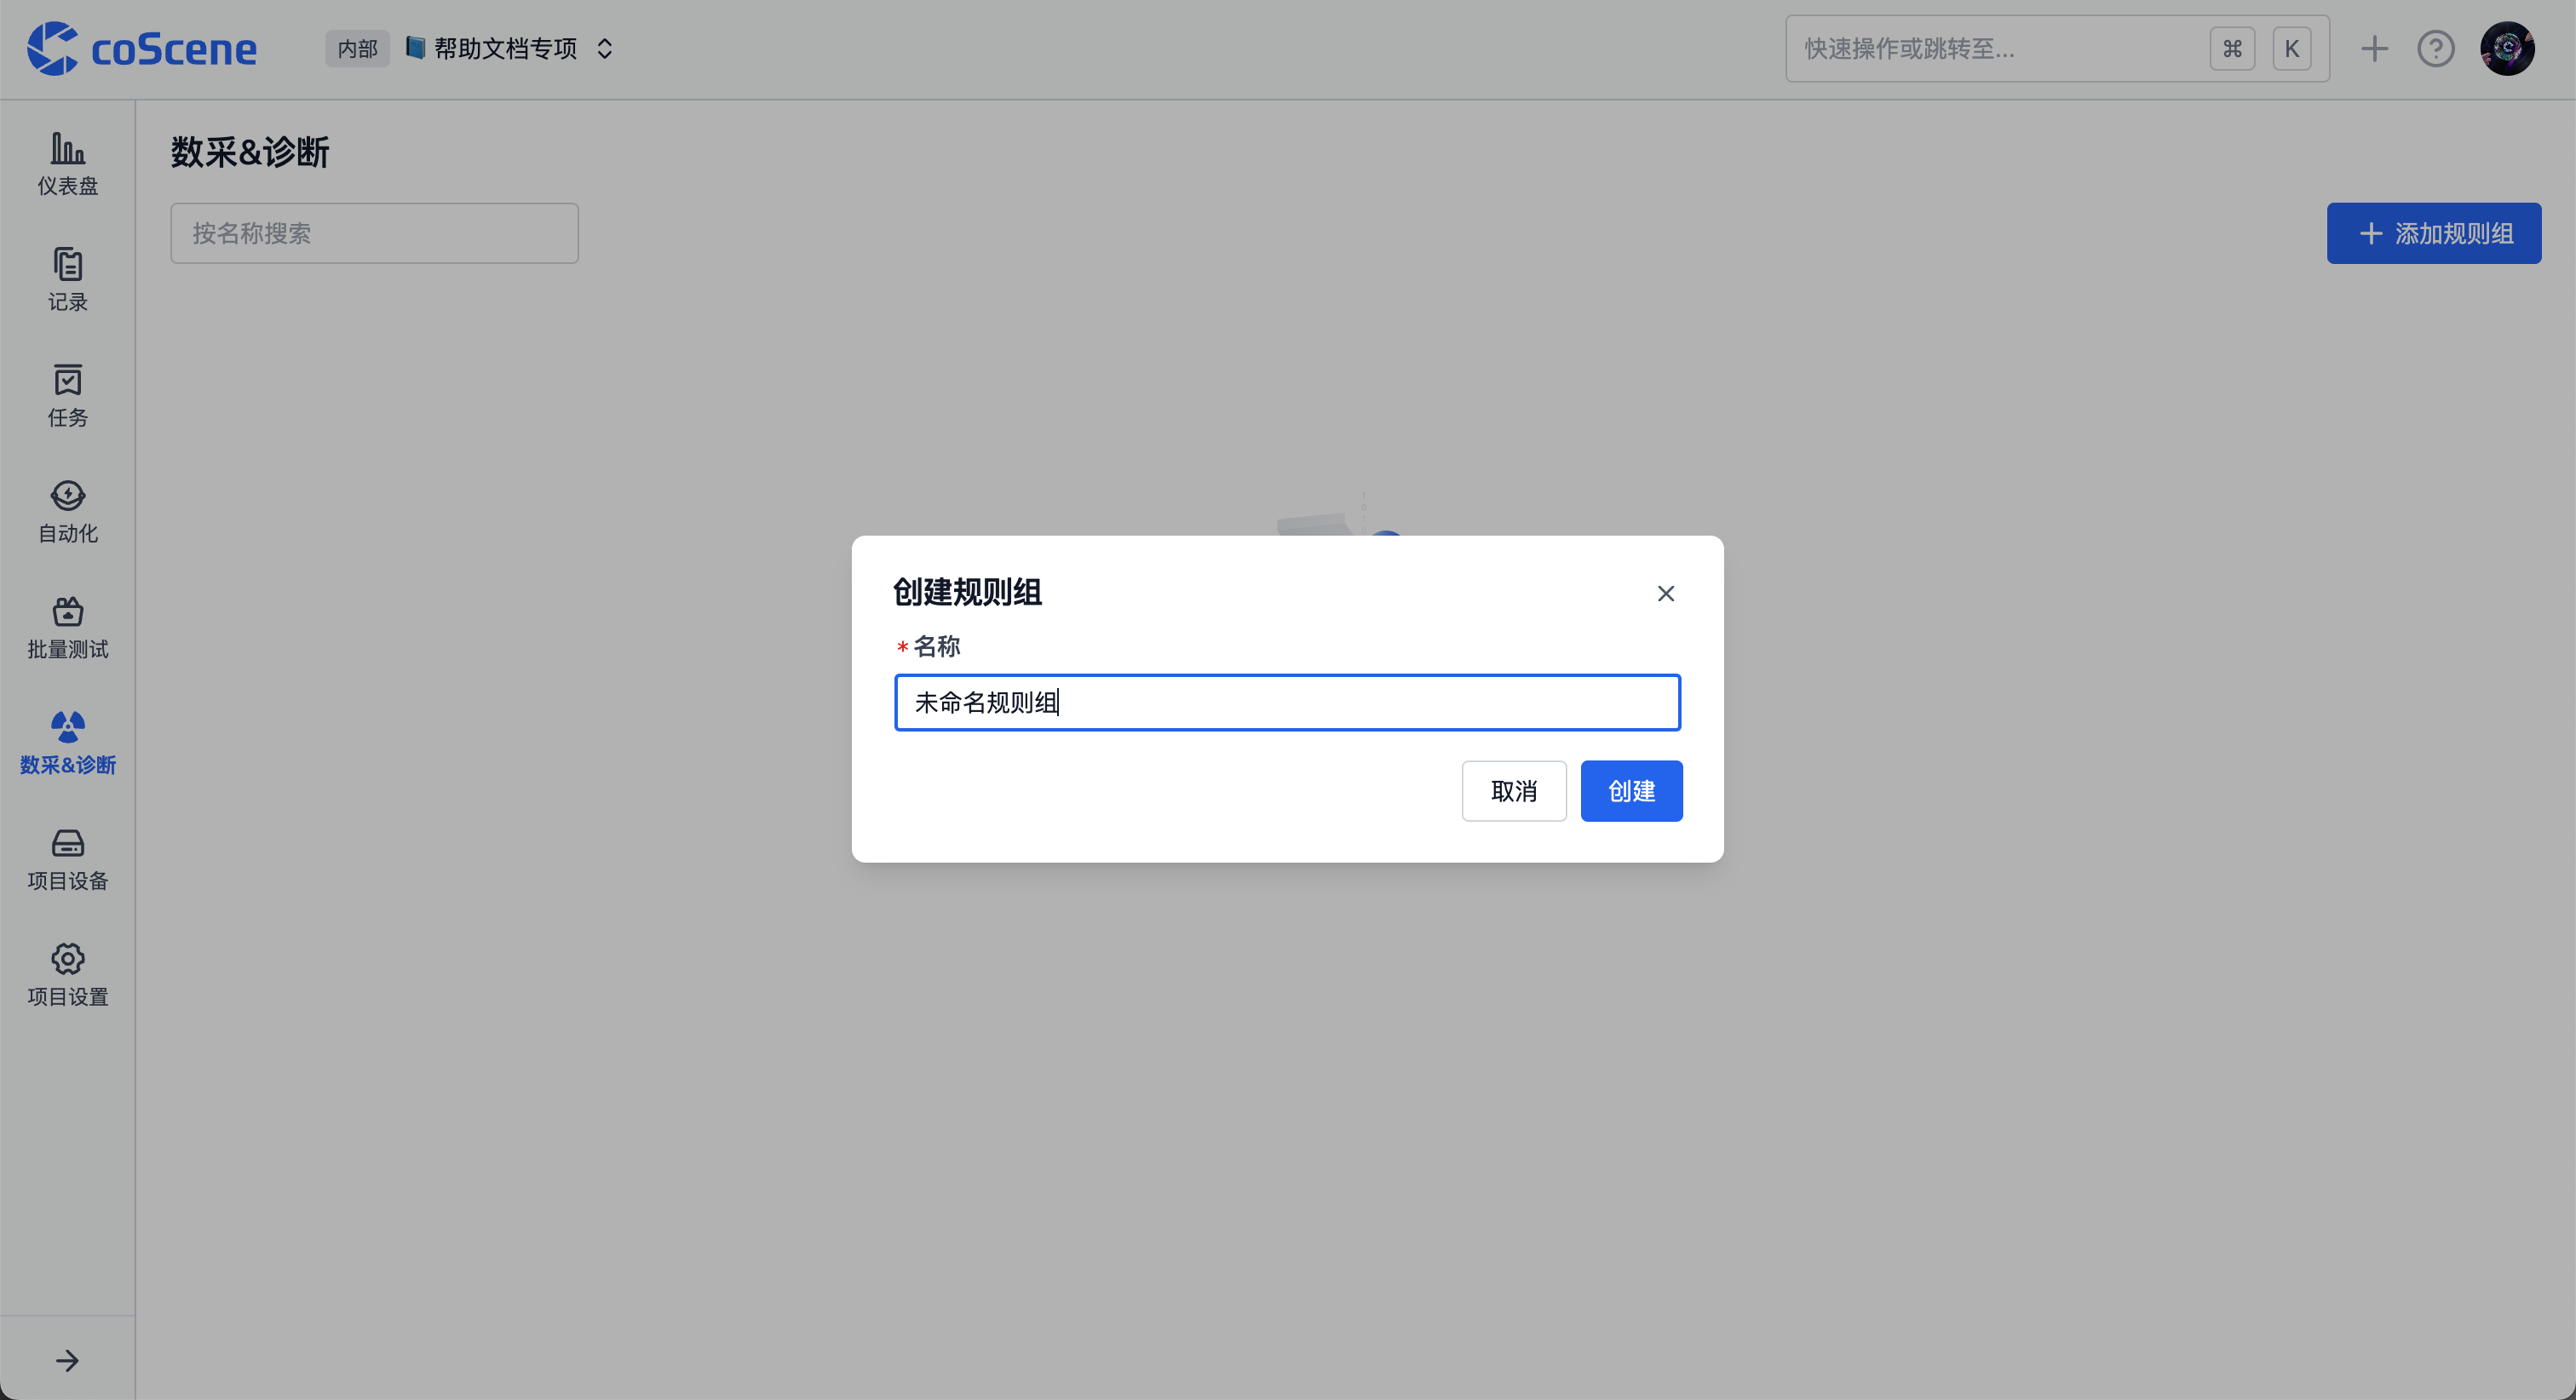 coScene
内部 帮助文档专项
快速操作或跳转至... ⌘ K
仪表盘
记录
任务
自动化
批量测试
数采&诊断
项目设备
项目设置
数采&诊断
按名称搜索
添加规则组
创建规则组
*名称
未命名规则组
取消 创建